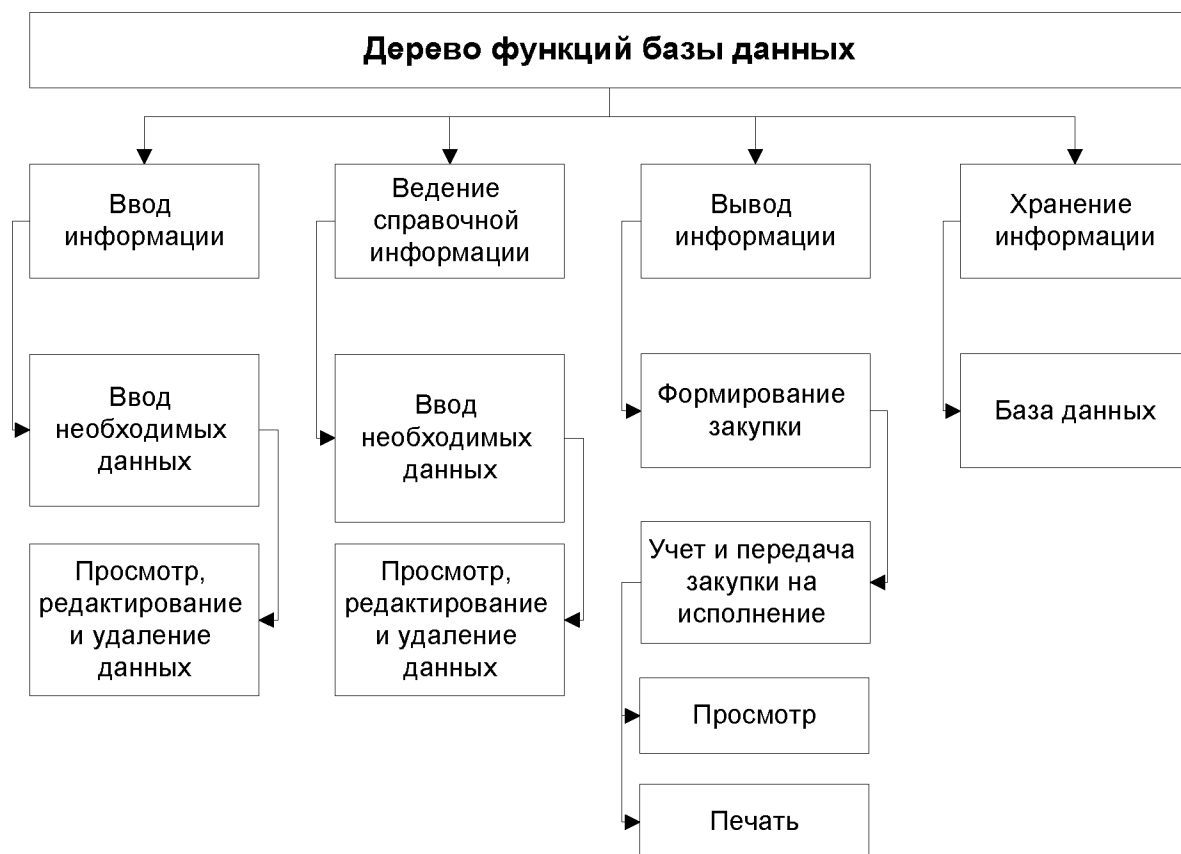 Дерево функций базы данных
Ввод
информации
Ведение
справочной
информации
Вывод
информации
Хранение
информации
Ввод
необходимых
данных
Ввод
необходимых
данных
Формирование
закупки
База данных
Просмотр,
редактирование
и удаление
данных
Просмотр,
редактирование
и удаление
данных
Учет и передача
закупки на
исполнение
Просмотр
Печать